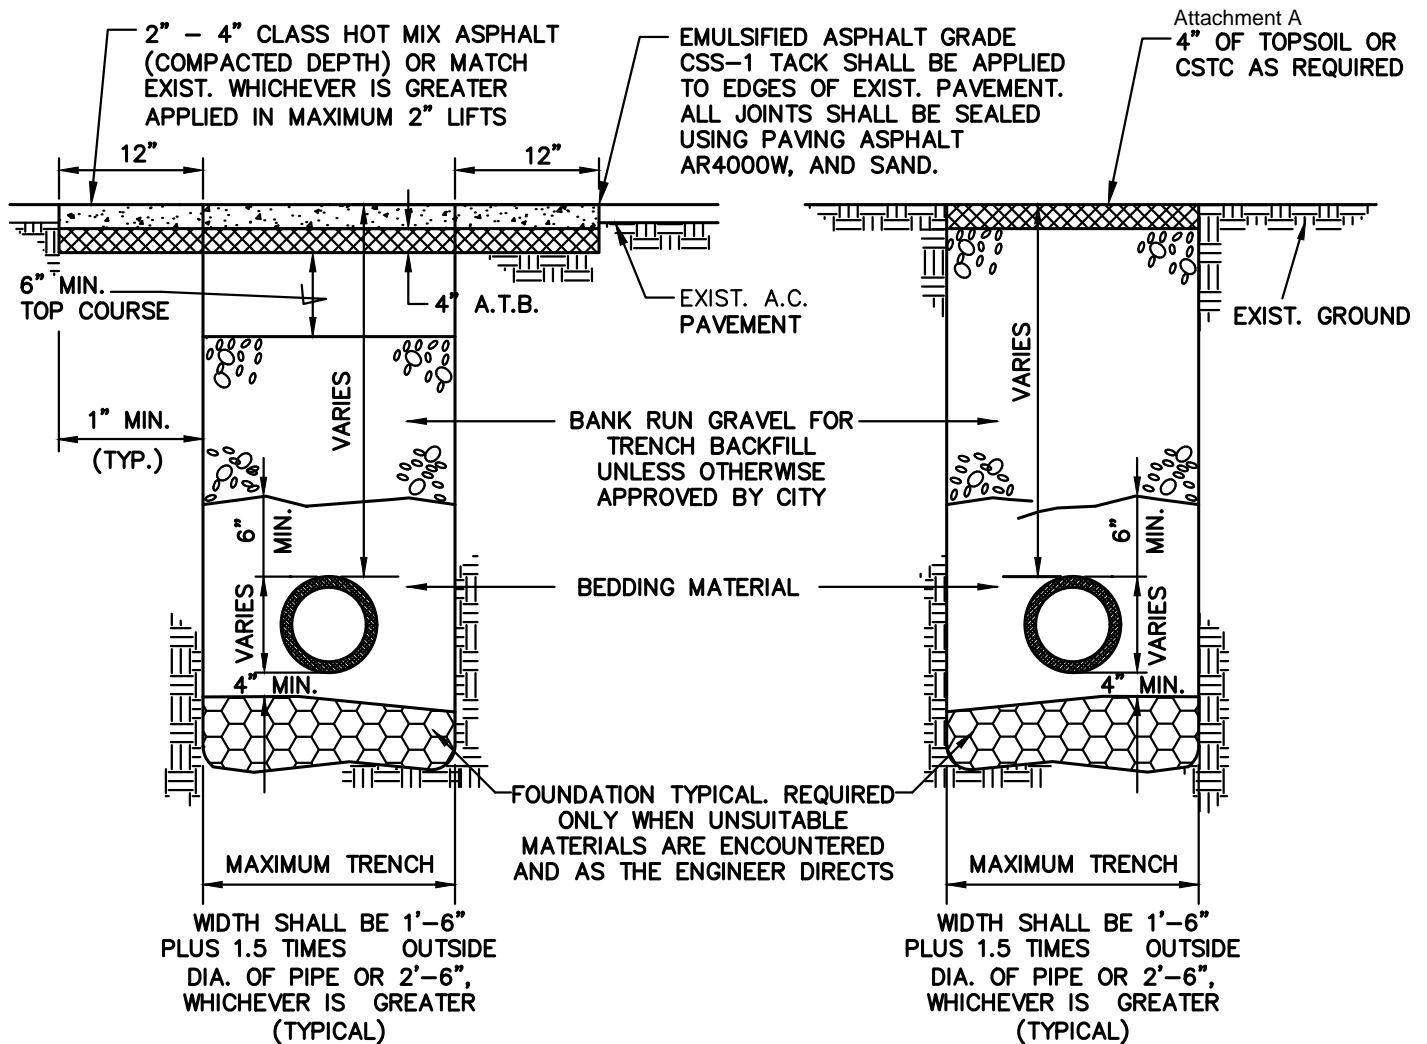 Attachment A
2" – 4" CLASS HOT MIX ASPHALT
(COMPACTED DEPTH) OR MATCH
EXIST. WHICHEVER IS GREATER
APPLIED IN MAXIMUM 2" LIFTS
EMULSIFIED ASPHALT GRADE
CSS–1 TACK SHALL BE APPLIED
TO EDGES OF EXIST. PAVEMENT.
ALL JOINTS SHALL BE SEALED
USING PAVING ASPHALT
AR4000W, AND SAND.
4" OF TOPSOIL OR
CSTC AS REQUIRED
12"
12"
6" MIN.
TOP COURSE
4" A.T.B.
EXIST. A.C.
PAVEMENT
EXIST. GROUND
VARIES
VARIES
1" MIN.
(TYP.)
BANK RUN GRAVEL FOR
TRENCH BACKFILL
UNLESS OTHERWISE
APPROVED BY CITY
6"
MIN.
6"
MIN.
BEDDING MATERIAL
VARIES
VARIES
4" MIN.
4" MIN.
FOUNDATION TYPICAL. REQUIRED
ONLY WHEN UNSUITABLE
MATERIALS ARE ENCOUNTERED
AND AS THE ENGINEER DIRECTS
MAXIMUM TRENCH
WIDTH SHALL BE 1'–6"
PLUS 1.5 TIMES OUTSIDE
DIA. OF PIPE OR 2'–6",
WHICHEVER IS GREATER
(TYPICAL)
MAXIMUM TRENCH
WIDTH SHALL BE 1'–6"
PLUS 1.5 TIMES OUTSIDE
DIA. OF PIPE OR 2'–6",
WHICHEVER IS GREATER
(TYPICAL)